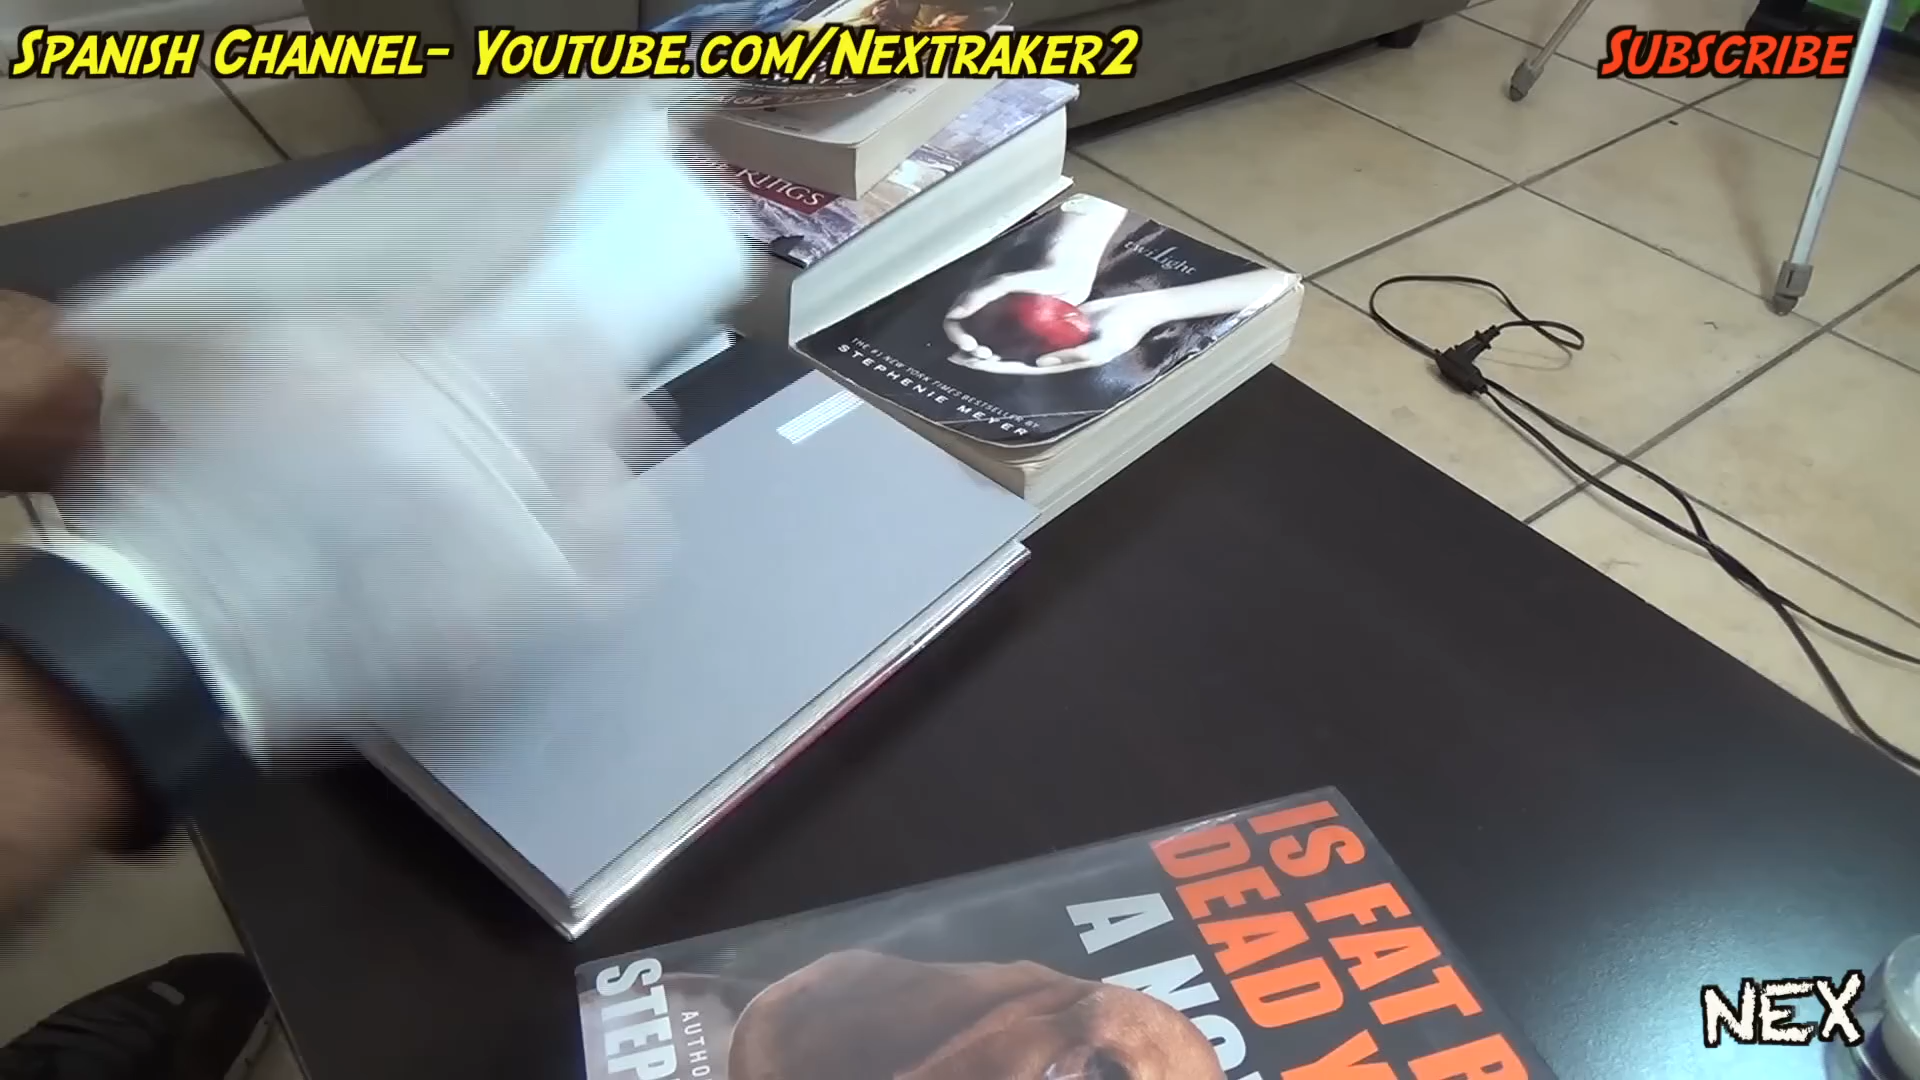 SPANISH CHANNEL- YOUTUBE.COM/NEXTRAKER2
SUBSCRIBE
twilight
THE #1 NEW YORK TIMES BESTSELLER BY
STEPHENIE MEYER
IS FAT B
DEAD Y
A NO
STEP
AUTHO
NEX